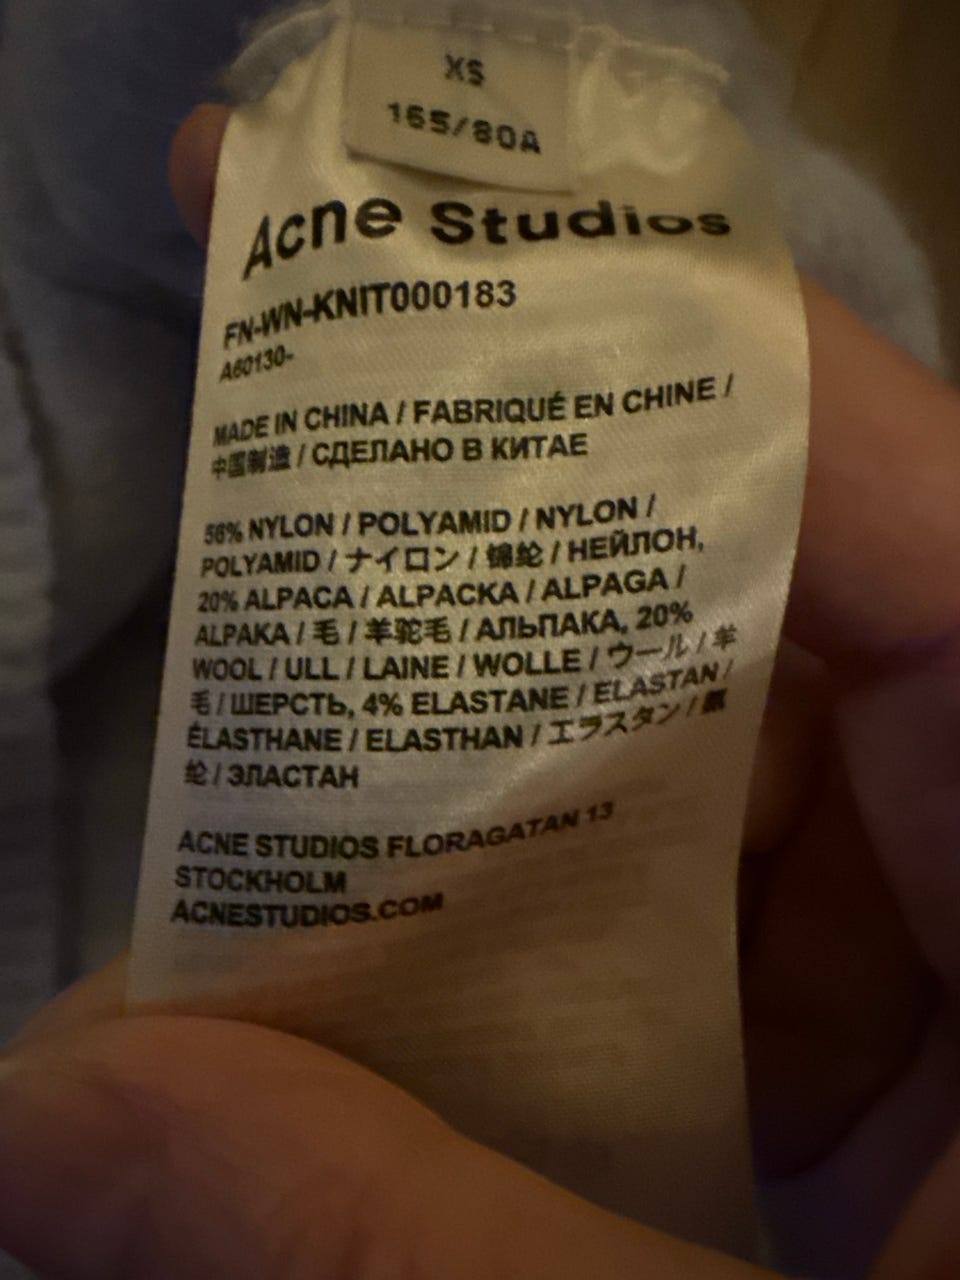 XS
165/80A
Acne Studios
FN-WN-KNIT000183
A60130-
MADE IN CHINA / FABRIQUÉ EN CHINE /
中国制造 / СДЕЛАНО В КИТАЕ
56% NYLON / POLYAMID / NYLON /
POLYAMID / ナイロン / 锦纶 / НЕЙЛОН,
20% ALPACA / ALPACKA / ALPAGA /
ALPAKA / 毛 / 羊驼毛 / АЛЬПАКА, 20%
WOOL / ULL / LAINE / WOLLE / ウール / 羊
毛 / ШЕРСТЬ, 4% ELASTANE / ELASTAN /
ÉLASTHANE / ELASTHAN / エラスタン / 氨
纶 / ЭЛАСТАН
ACNE STUDIOS FLORAGATAN 13
STOCKHOLM
ACNESTUDIOS.COM